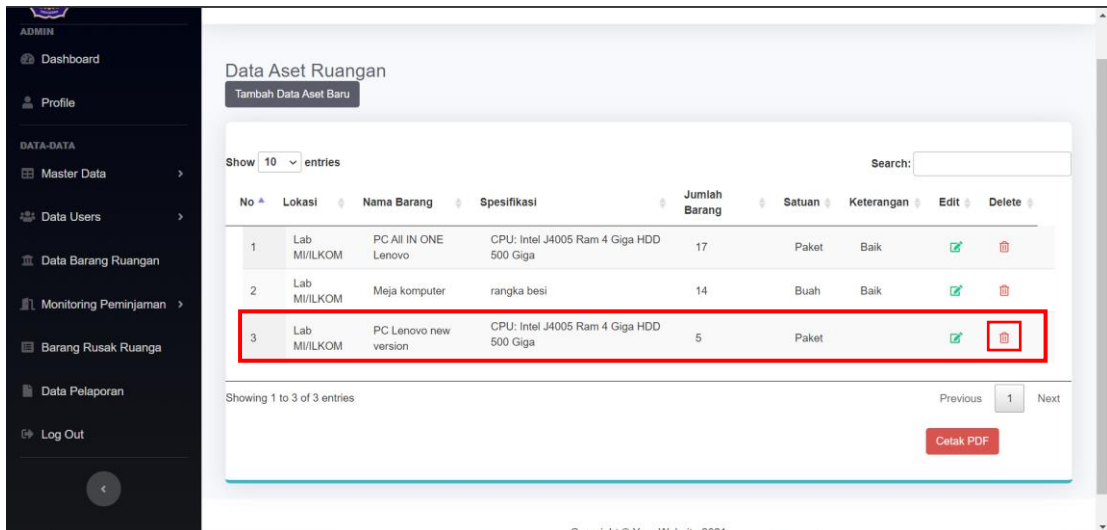 ADMIN
Dashboard
Profile
DATA-DATA
Master Data
Data Users
Data Barang Ruangan
Monitoring Peminjaman
Barang Rusak Ruanga
Data Pelaporan
Log Out
Data Aset Ruangan
Tambah Data Aset Baru
Show 10 entries
Search:
No Lokasi Nama Barang Spesifikasi Jumlah Barang Satuan Keterangan Edit Delete
1 Lab MI/ILKOM PC All IN ONE Lenovo CPU: Intel J4005 Ram 4 Giga HDD 500 Giga 17 Paket Baik
2 Lab MI/ILKOM Meja komputer rangka besi 14 Buah Baik
3 Lab MI/ILKOM PC Lenovo new version CPU: Intel J4005 Ram 4 Giga HDD 500 Giga 5 Paket
Showing 1 to 3 of 3 entries
Previous 1 Next
Cetak PDF